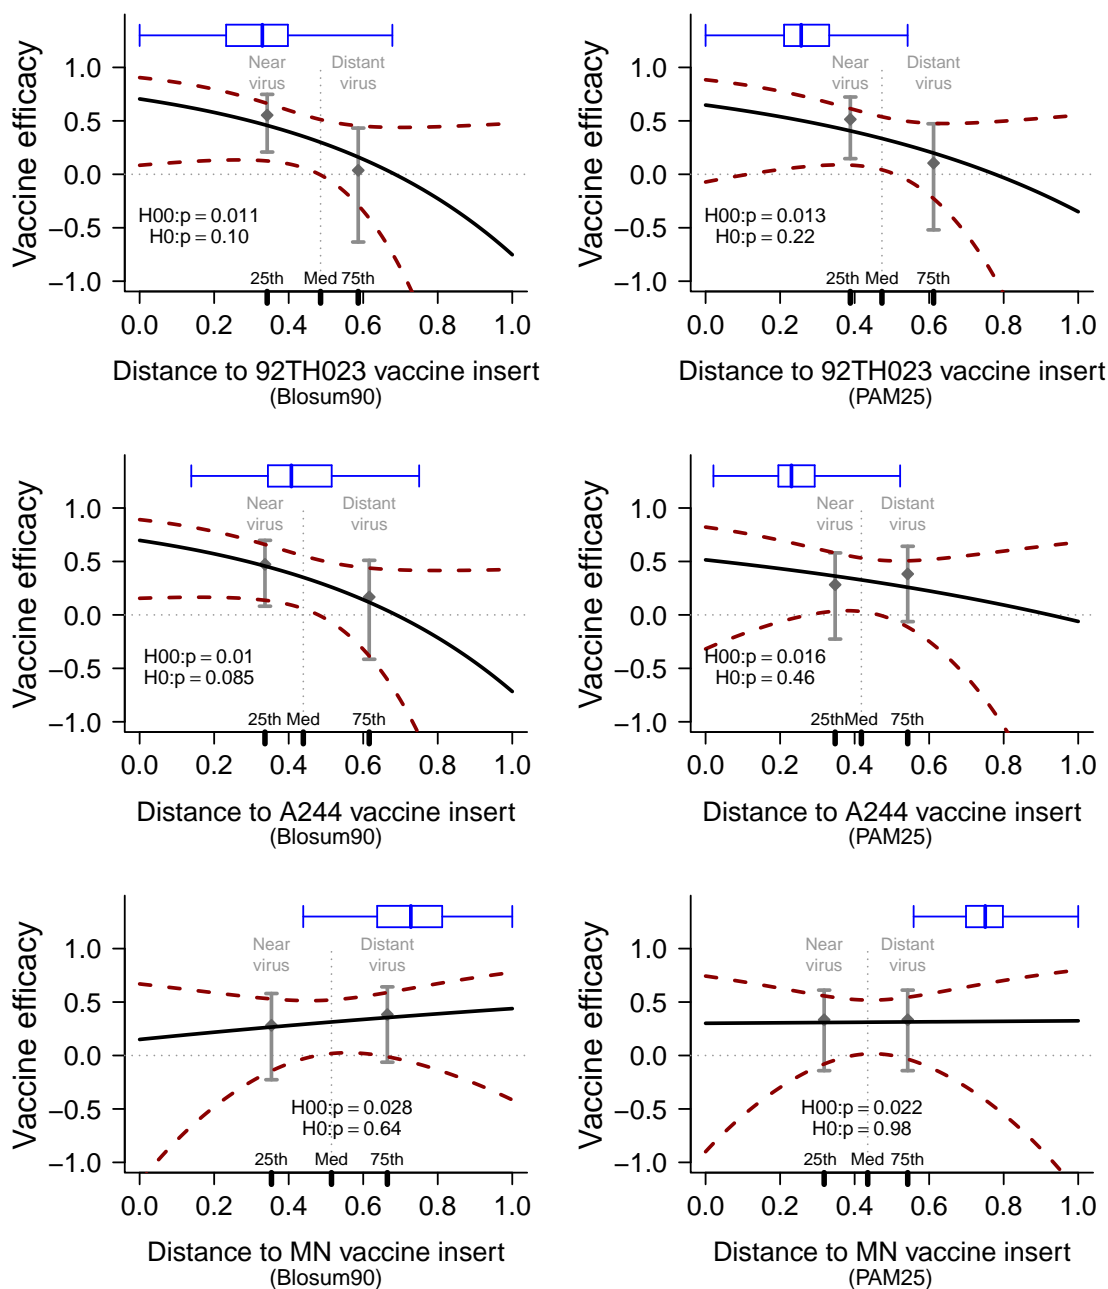 Near Distant
virus virus
Vaccine efficacy
1.0
0.5
0.0
−0.5
−1.0
H00:p = 0.011
H0:p = 0.10
25th Med 75th
0.0 0.2 0.4 0.6 0.8 1.0
Distance to 92TH023 vaccine insert
(Blosum90)
Near Distant
virus virus
Vaccine efficacy
1.0
0.5
0.0
−0.5
−1.0
H00:p = 0.013
H0:p = 0.22
25th Med 75th
0.0 0.2 0.4 0.6 0.8 1.0
Distance to 92TH023 vaccine insert
(PAM25)
Near Distant
virus virus
Vaccine efficacy
1.0
0.5
0.0
−0.5
−1.0
H00:p = 0.01
H0:p = 0.085
25th Med 75th
0.0 0.2 0.4 0.6 0.8 1.0
Distance to A244 vaccine insert
(Blosum90)
Near Distant
virus virus
Vaccine efficacy
1.0
0.5
0.0
−0.5
−1.0
H00:p = 0.016
H0:p = 0.46
25th Med 75th
0.0 0.2 0.4 0.6 0.8 1.0
Distance to A244 vaccine insert
(PAM25)
Near Distant
virus virus
Vaccine efficacy
1.0
0.5
0.0
−0.5
−1.0
H00:p = 0.028
H0:p = 0.64
25th Med 75th
0.0 0.2 0.4 0.6 0.8 1.0
Distance to MN vaccine insert
(Blosum90)
Near Distant
virus virus
Vaccine efficacy
1.0
0.5
0.0
−0.5
−1.0
H00:p = 0.022
H0:p = 0.98
25th Med 75th
0.0 0.2 0.4 0.6 0.8 1.0
Distance to MN vaccine insert
(PAM25)